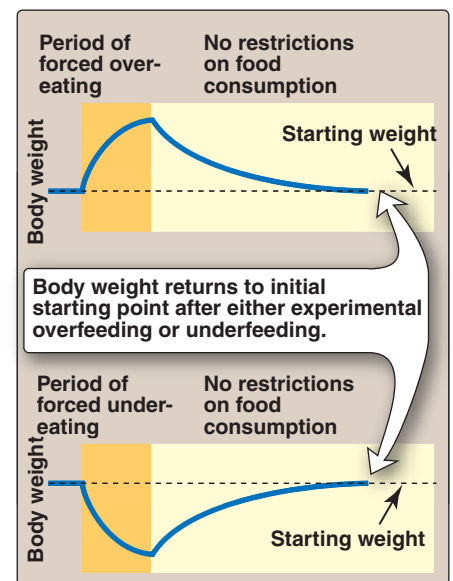 Period of
forced over-
eating
No restrictions
on food
consumption
Body weight
Starting weight
Body weight returns to initial
starting point after either experimental
overfeeding or underfeeding.
Period of
forced under-
eating
No restrictions
on food
consumption
Body weight
Starting weight